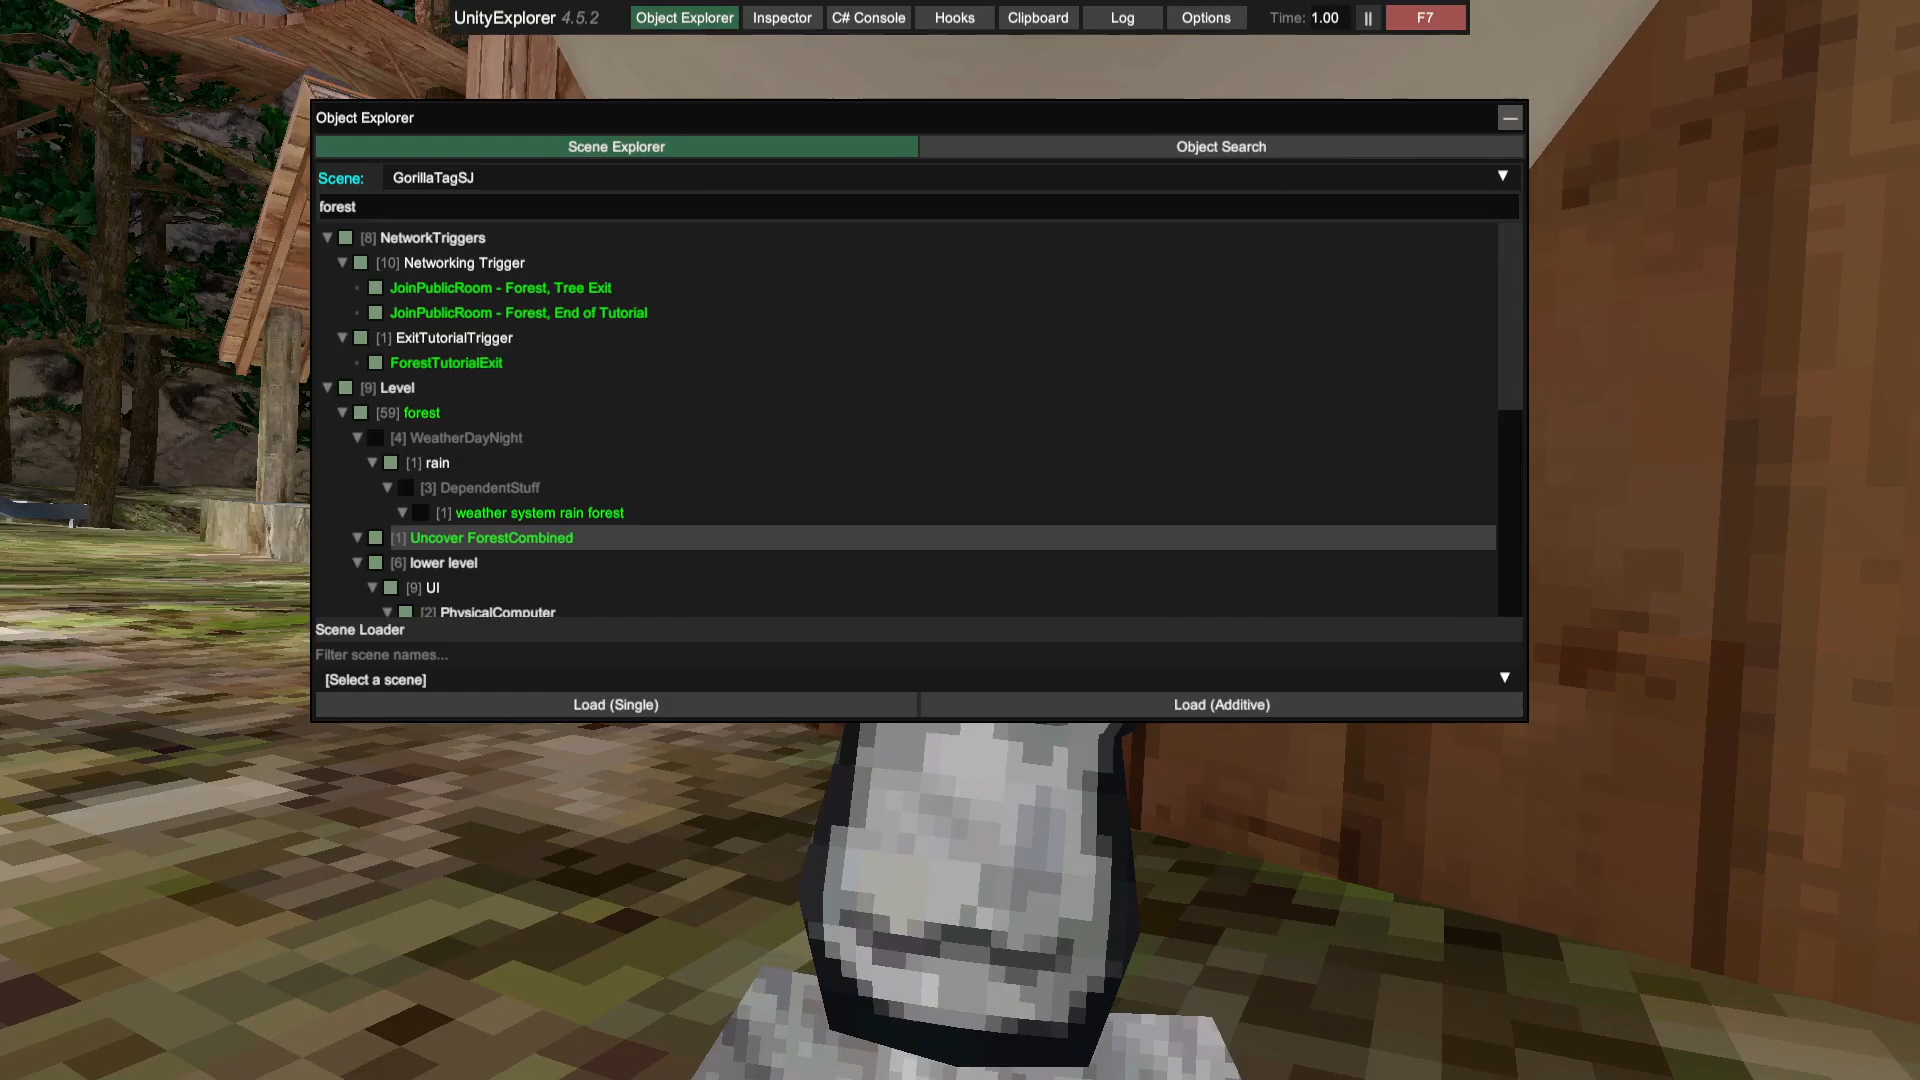 UnityExplorer 4.5.2 Object Explorer Inspector C# Console Hooks Clipboard Log Options Time: 1.00 || F7
Object Explorer
Scene Explorer Object Search
Scene: GorillaTagSJ
forest
[8] NetworkTriggers
[10] Networking Trigger
JoinPublicRoom - Forest, Tree Exit
JoinPublicRoom - Forest, End of Tutorial
[1] ExitTutorialTrigger
ForestTutorialExit
[9] Level
[59] forest
[4] WeatherDayNight
[1] rain
[3] DependentStuff
[1] weather system rain forest
[1] Uncover ForestCombined
[6] lower level
[9] UI
[2] PhysicalComputer
Scene Loader
Filter scene names...
[Select a scene]
Load (Single) Load (Additive)